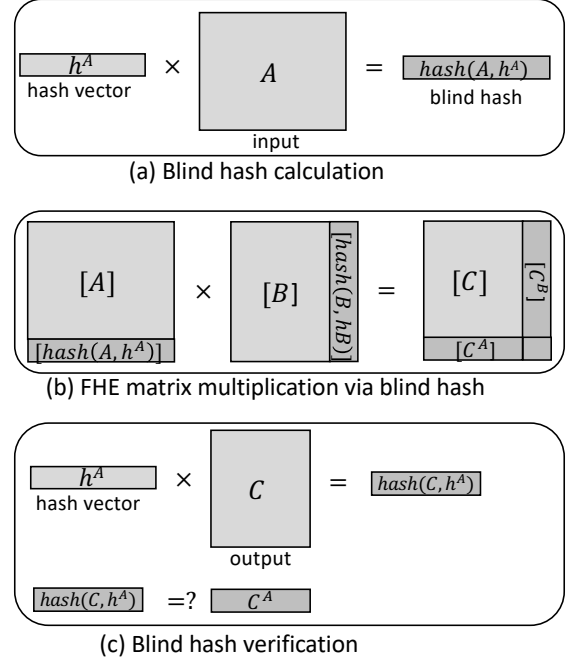 h^A × A = hash(A, h^A)
hash vector
input
blind hash
(a) Blind hash calculation
[A] × [B] [hash(B, hB)] = [C] [C^B]
[hash(A, h^A)] [C^A]
(b) FHE matrix multiplication via blind hash
h^A × C = hash(C, h^A)
hash vector
output
hash(C, h^A) =? C^A
(c) Blind hash verification